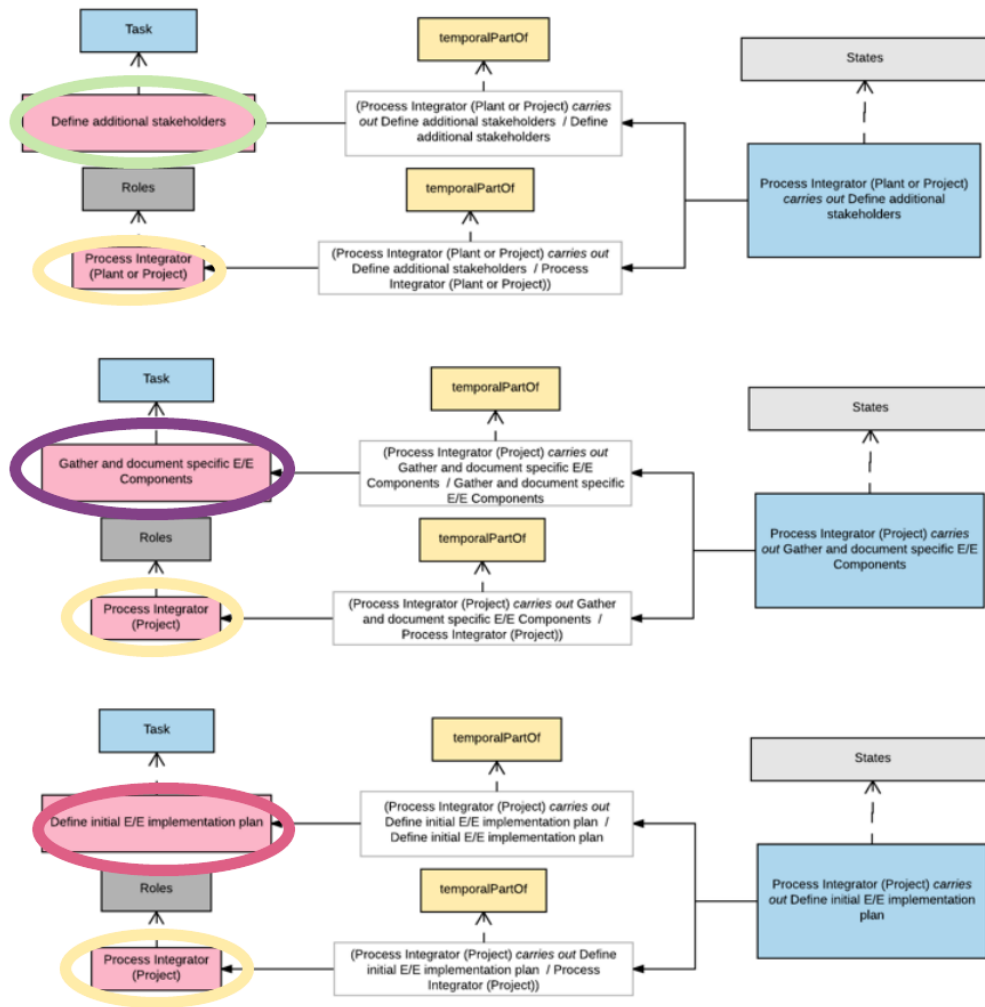 Task
temporalPartOf
States
Define additional stakeholders
(Process Integrator (Plant or Project) carries
out Define additional stakeholders / Define
additional stakeholders
Process Integrator (Plant or Project)
carries out Define additional
stakeholders
Roles
temporalPartOf
Process Integrator
(Plant or Project)
(Process Integrator (Plant or Project) carries out
Define additional stakeholders / Process
Integrator (Plant or Project))
Task
temporalPartOf
States
Gather and document specific E/E
Components
(Process Integrator (Project) carries out
Gather and document specific E/E
Components / Gather and document specific
E/E Components
Process Integrator (Project) carries
out Gather and document specific E/E
Components
Roles
temporalPartOf
Process Integrator
(Project)
(Process Integrator (Project) carries out Gather
and document specific E/E Components /
Process Integrator (Project))
Task
temporalPartOf
States
Define initial E/E implementation plan
(Process Integrator (Project) carries out
Define initial E/E implementation plan /
Define initial E/E implementation plan
Process Integrator (Project) carries
out Define initial E/E implementation
plan
Roles
temporalPartOf
Process Integrator
(Project)
(Process Integrator (Project) carries out Define
initial E/E implementation plan / Process
Integrator (Project))